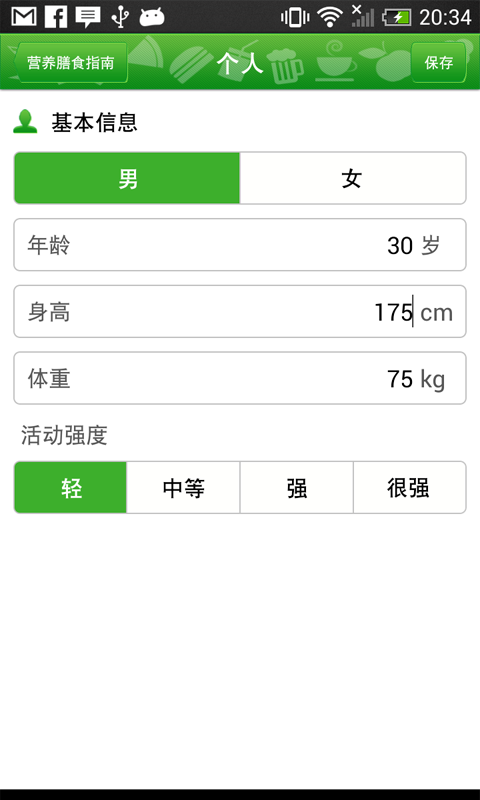 20:34
营养膳食指南 个人 保存
基本信息
男 女
年龄 30 岁
身高 175 cm
体重 75 kg
活动强度
轻 中等 强 很强